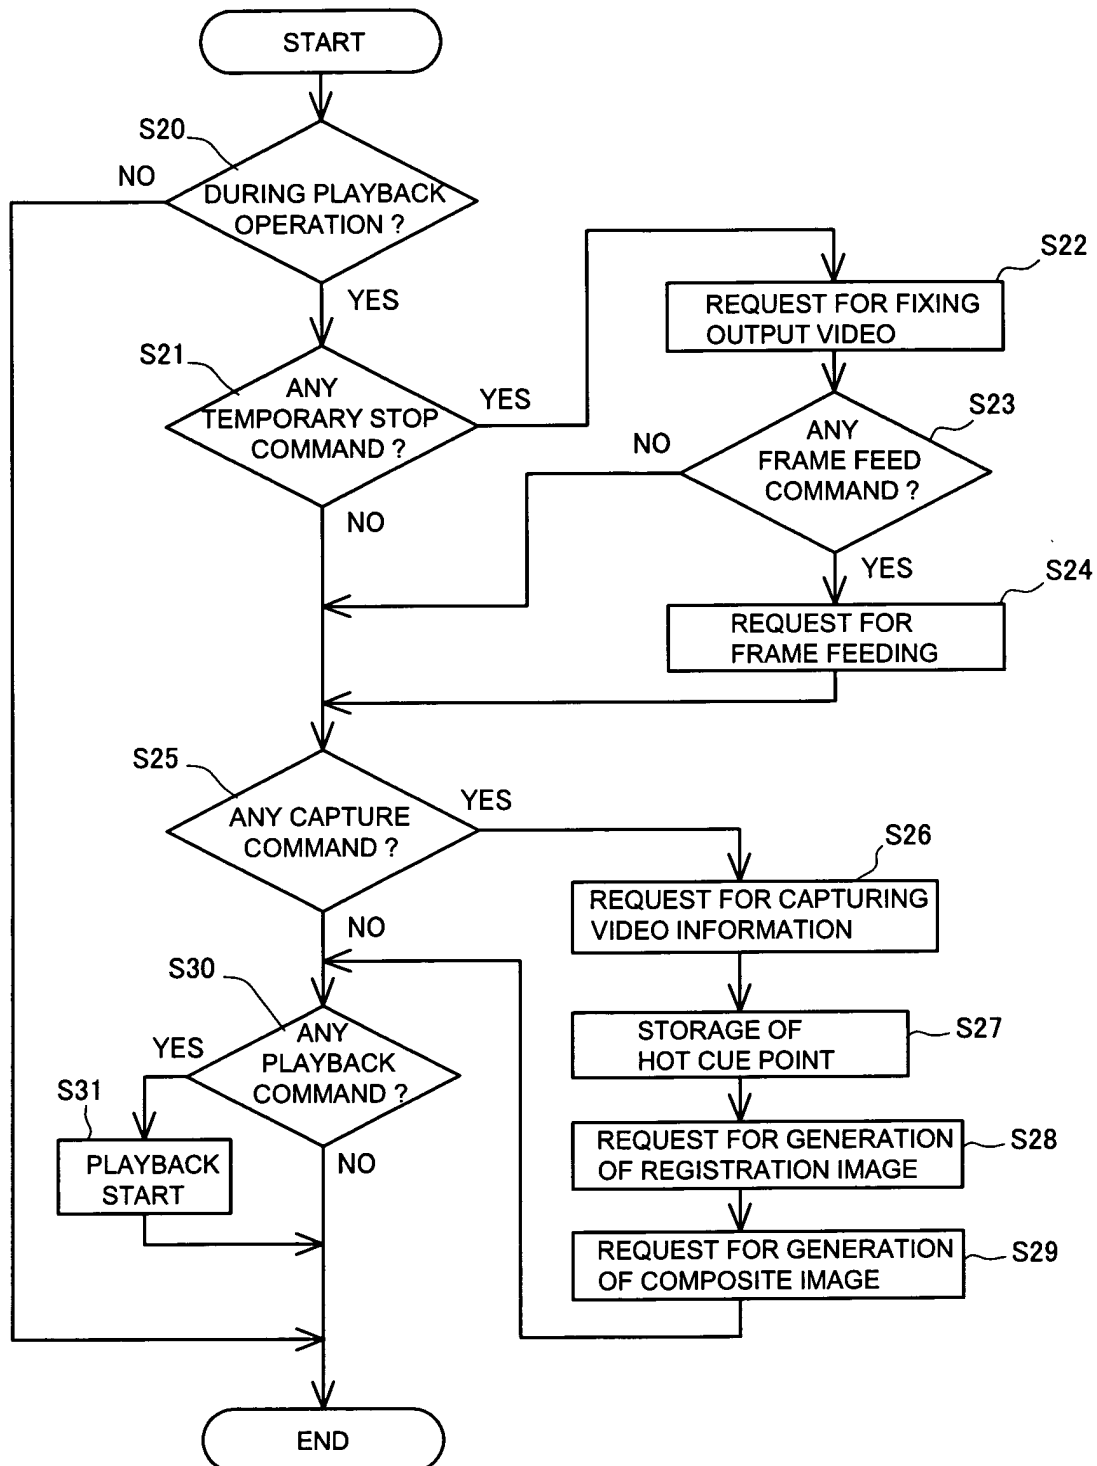 START
S20
NO
DURING PLAYBACK
OPERATION ?
YES
S22
REQUEST FOR FIXING
OUTPUT VIDEO
S21
ANY
TEMPORARY STOP
COMMAND ?
YES
NO
S23
ANY
FRAME FEED
COMMAND ?
NO
YES
S24
REQUEST FOR
FRAME FEEDING
S25
ANY CAPTURE
COMMAND ?
YES
NO
S26
REQUEST FOR CAPTURING
VIDEO INFORMATION
S27
STORAGE OF
HOT CUE POINT
S28
REQUEST FOR GENERATION
OF REGISTRATION IMAGE
S29
REQUEST FOR GENERATION
OF COMPOSITE IMAGE
S30
ANY
PLAYBACK
COMMAND ?
YES
NO
S31
PLAYBACK
START
END